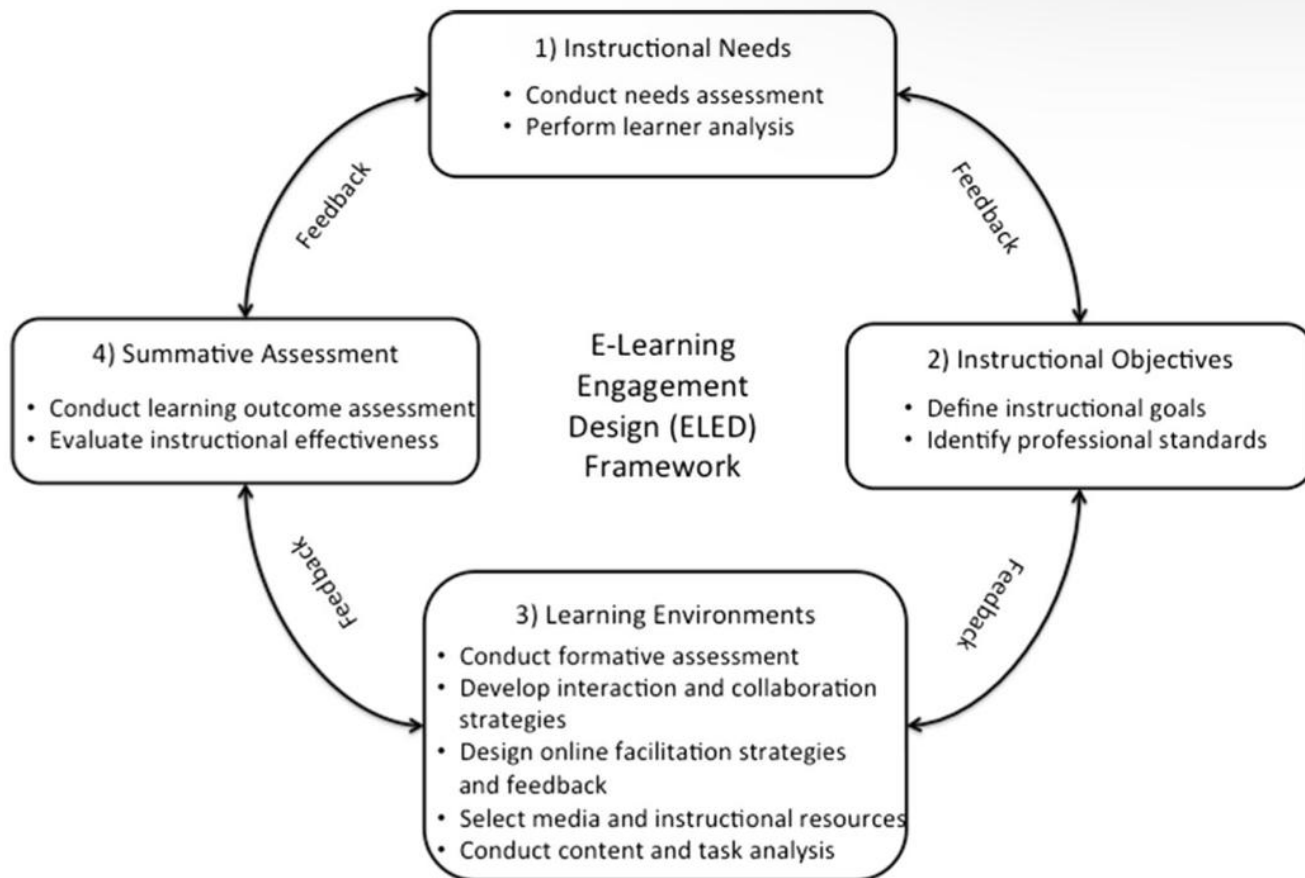 1) Instructional Needs
• Conduct needs assessment
• Perform learner analysis
Feedback
Feedback
4) Summative Assessment
• Conduct learning outcome assessment
• Evaluate instructional effectiveness
E-Learning
Engagement
Design (ELED)
Framework
2) Instructional Objectives
• Define instructional goals
• Identify professional standards
Feedback
Feedback
3) Learning Environments
• Conduct formative assessment
• Develop interaction and collaboration
strategies
• Design online facilitation strategies
and feedback
• Select media and instructional resources
• Conduct content and task analysis